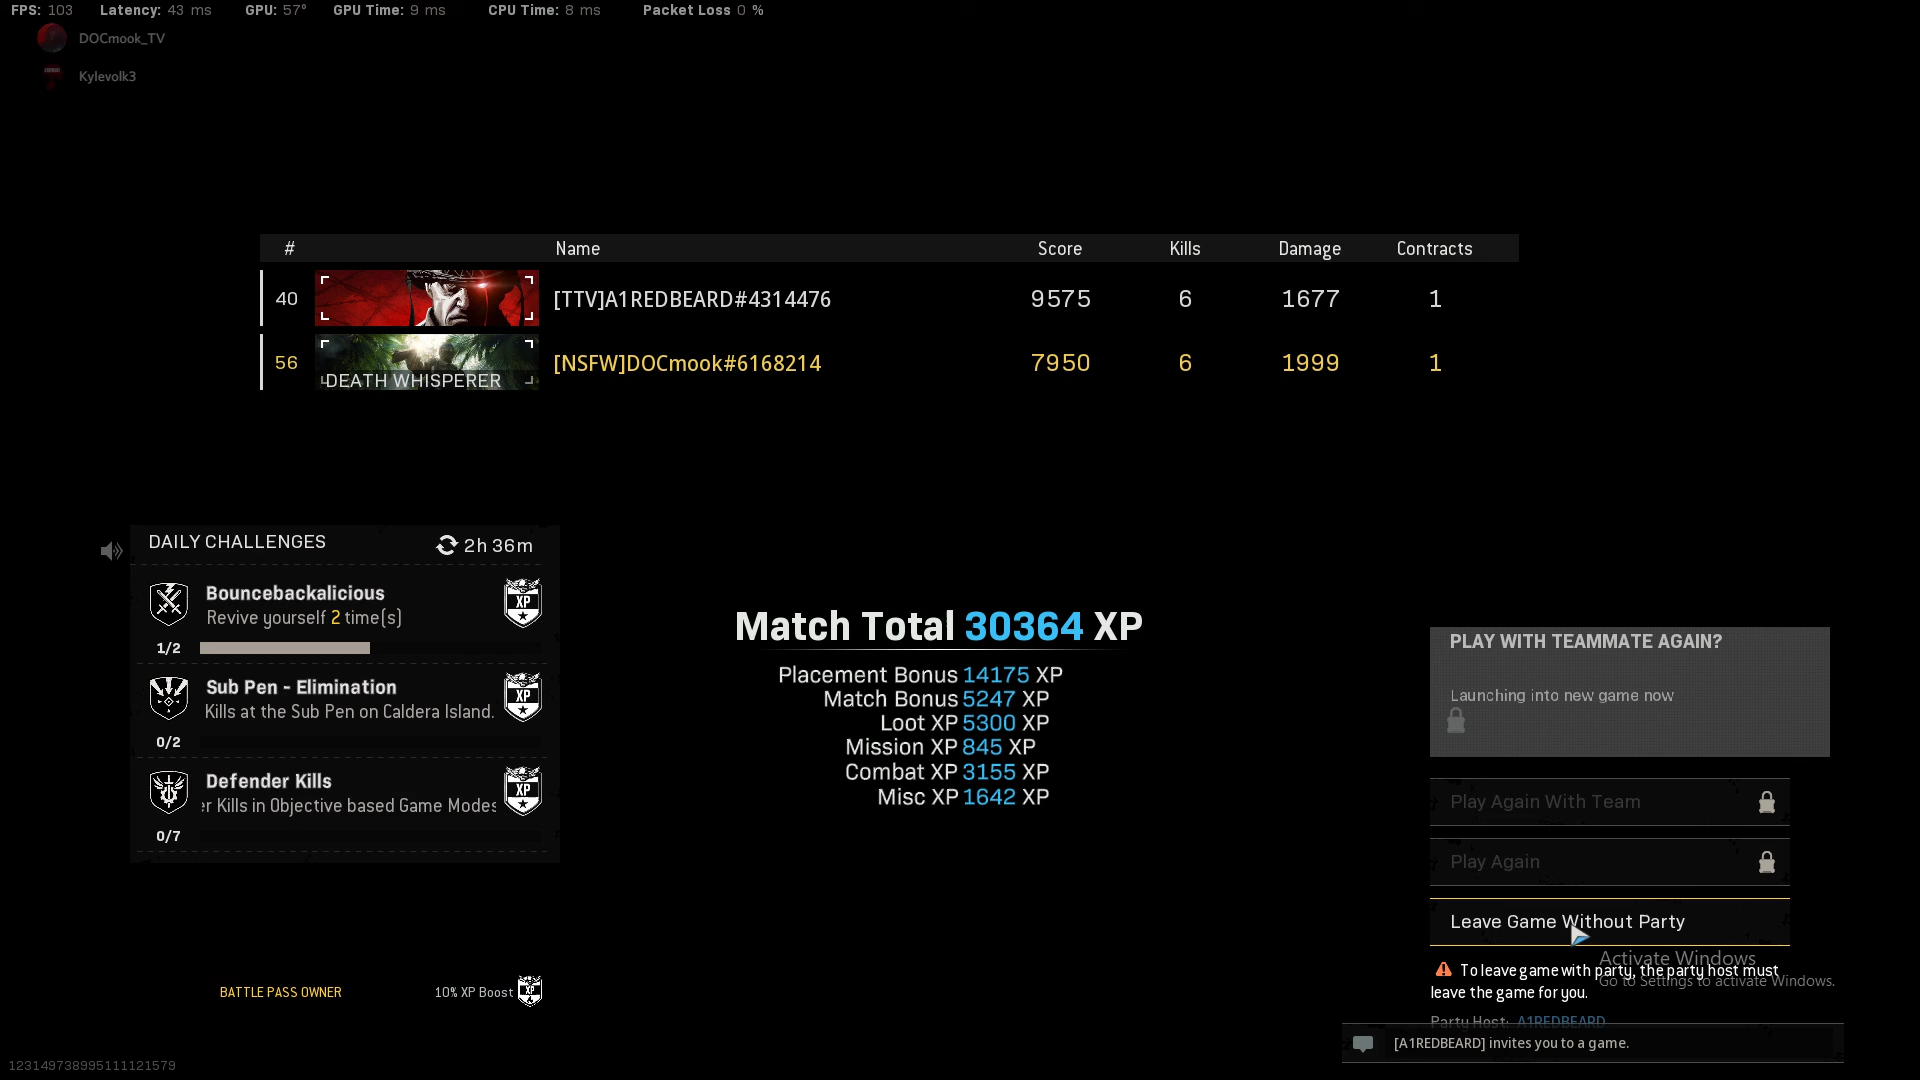 FPS: 103 Latency: 43 ms GPU: 57° GPU Time: 9 ms CPU Time: 8 ms Packet Loss 0 %
DOCmook_TV
Kylevolk3
# Name Score Kills Damage Contracts
40 [TTV]A1REDBEARD#4314476 9575 6 1677 1
56 DEATH WHISPERER [NSFW]DOCmook#6168214 7950 6 1999 1
DAILY CHALLENGES 2h 36m
Bouncebackalicious
Revive yourself 2 time(s)
XP
1/2
Sub Pen - Elimination
Kills at the Sub Pen on Caldera Island.
XP
0/2
Defender Kills
er Kills in Objective based Game Modes
XP
0/7
BATTLE PASS OWNER 10% XP Boost XP
Match Total 30364 XP
Placement Bonus 14175 XP
Match Bonus 5247 XP
Loot XP 5300 XP
Mission XP 845 XP
Combat XP 3155 XP
Misc XP 1642 XP
PLAY WITH TEAMMATE AGAIN?
Launching into new game now
Play Again With Team
Play Again
Leave Game Without Party
Activate Windows
Go to Settings to activate Windows.
To leave game with party, the party host must
leave the game for you.
Party Host: A1REDBEARD
[A1REDBEARD] invites you to a game.
123149738995111121579